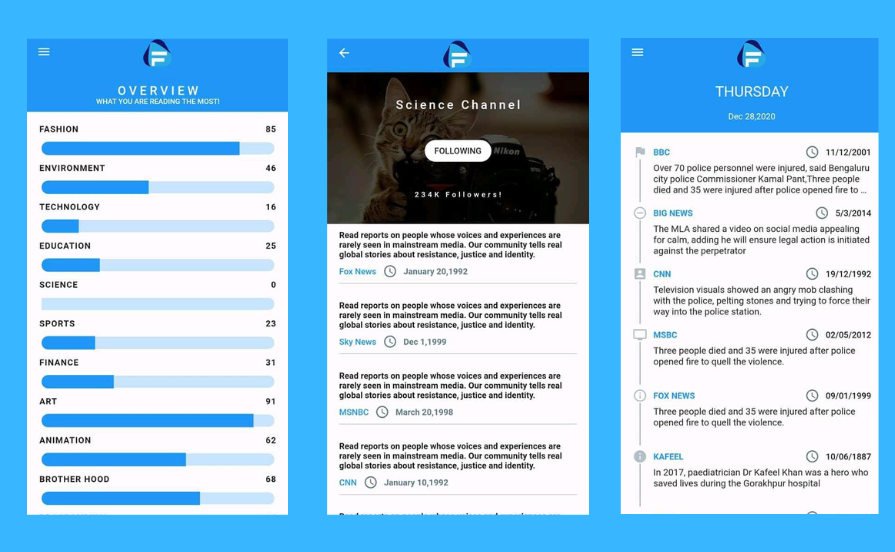 OVERVIEW
WHAT YOU ARE READING THE MOST!
FASHION 85
ENVIRONMENT 46
TECHNOLOGY 16
EDUCATION 25
SCIENCE 0
SPORTS 23
FINANCE 31
ART 91
ANIMATION 62
BROTHER HOOD 68
Science Channel
FOLLOWING
Nikon
234K Followers!
Read reports on people whose voices and experiences are
rarely seen in mainstream media. Our community tells real
global stories about resistance, justice and identity.
Fox News January 20,1992
Read reports on people whose voices and experiences are
rarely seen in mainstream media. Our community tells real
global stories about resistance, justice and identity.
Sky News Dec 1,1999
Read reports on people whose voices and experiences are
rarely seen in mainstream media. Our community tells real
global stories about resistance, justice and identity.
MSNBC March 20,1998
Read reports on people whose voices and experiences are
rarely seen in mainstream media. Our community tells real
global stories about resistance, justice and identity.
CNN January 10,1992
THURSDAY
Dec 28,2020
BBC 11/12/2001
Over 70 police personnel were injured, said Bengaluru
city police Commissioner Kamal Pant,Three people
died and 35 were injured after police opened fire to ...
BIG NEWS 5/3/2014
The MLA shared a video on social media appealing
for calm, adding he will ensure legal action is initiated
against the perpetrator
CNN 19/12/1992
Television visuals showed an angry mob clashing
with the police, pelting stones and trying to force their
way into the police station.
MSBC 02/05/2012
Three people died and 35 were injured after police
opened fire to quell the violence.
FOX NEWS 09/01/1999
Three people died and 35 were injured after police
opened fire to quell the violence.
KAFEEL 10/06/1887
In 2017, paediatrician Dr Kafeel Khan was a hero who
saved lives during the Gorakhpur hospital